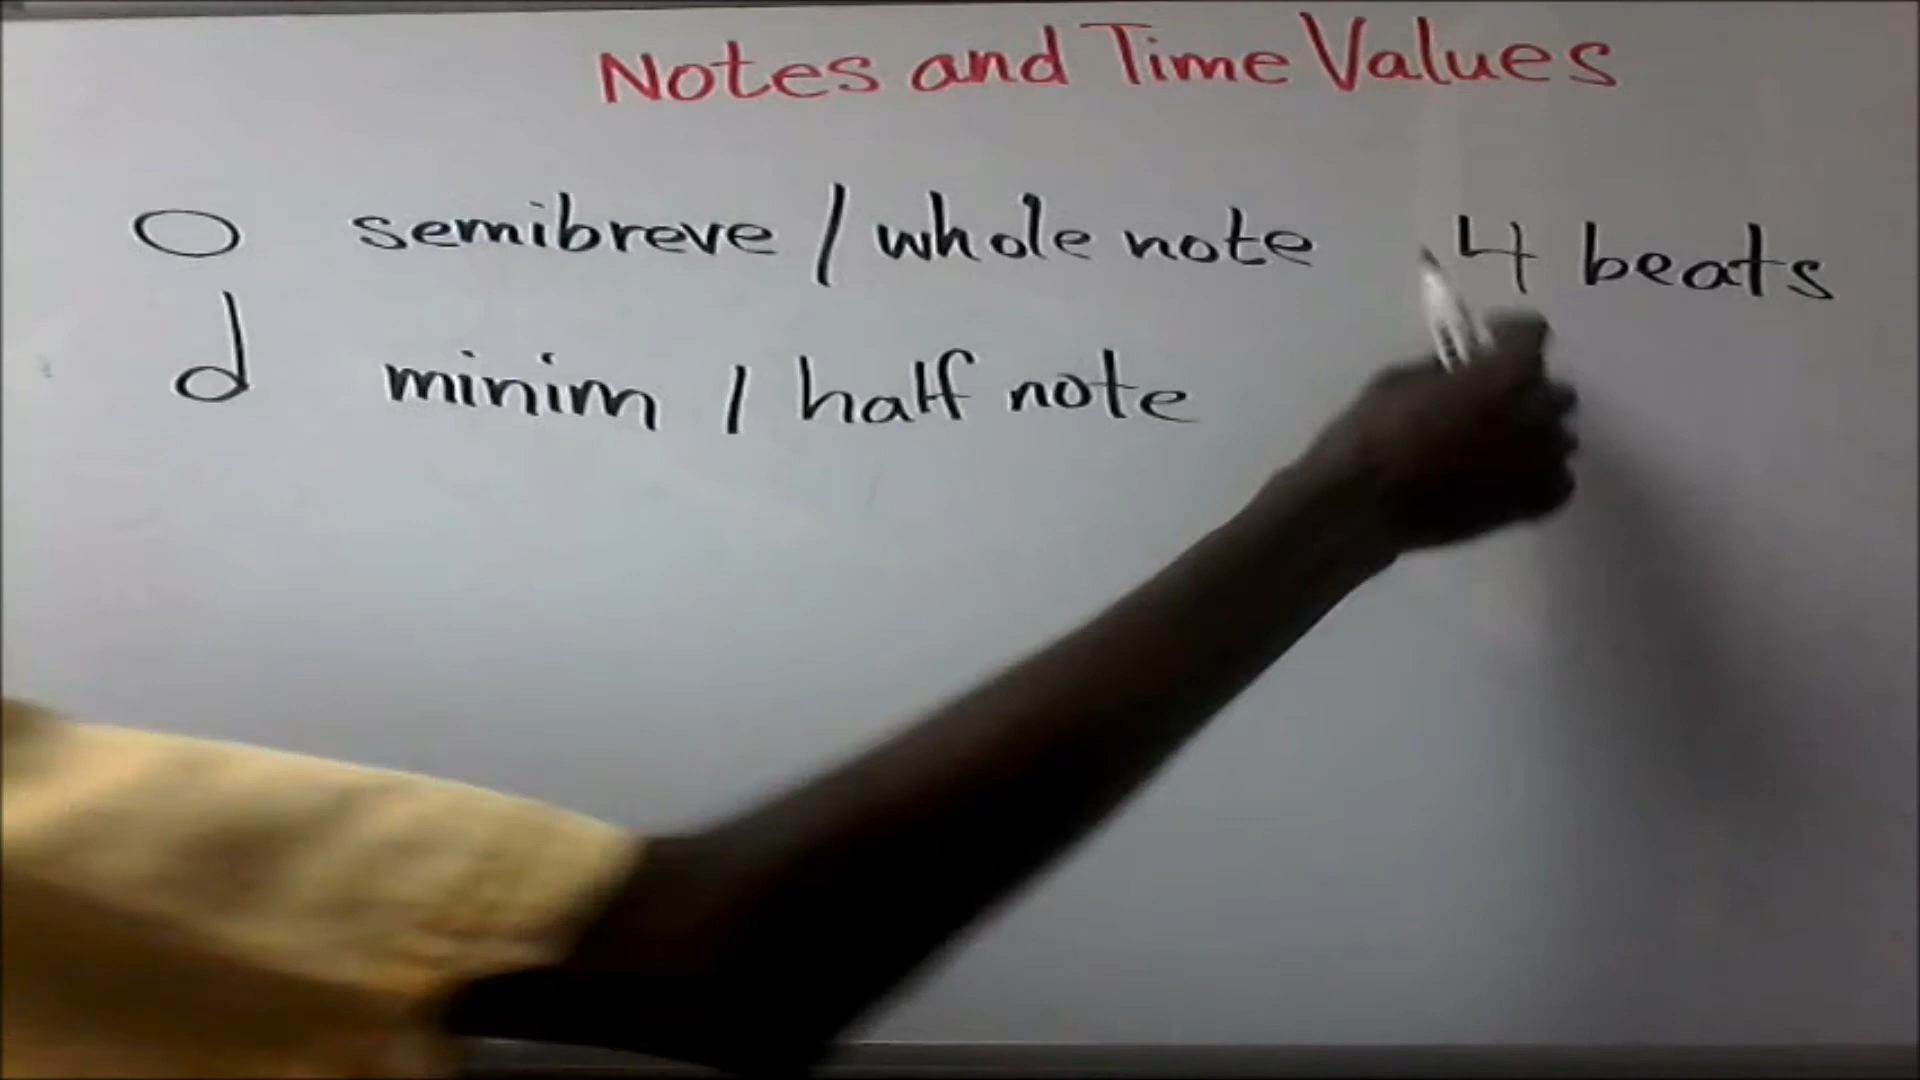 Notes and Time Values
semibreve / whole note 4 beats
minim / half note